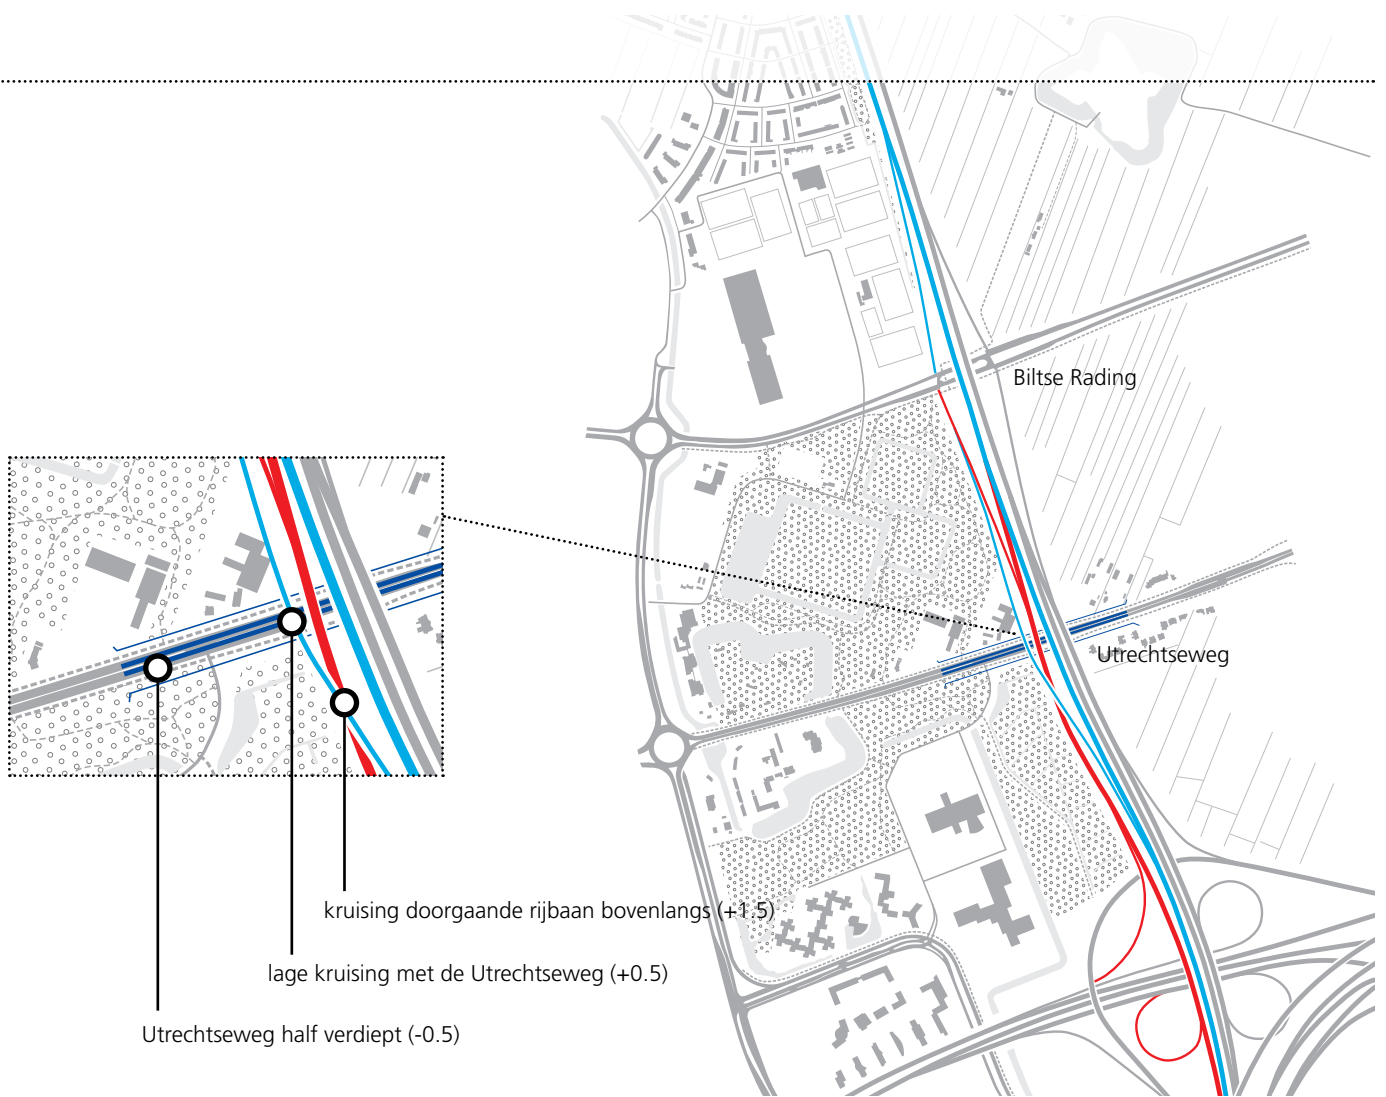 Biltse Rading
Utrechtseweg
kruising doorgaande rijbaan bovenlangs (+1.5)
lage kruising met de Utrechtseweg (+0.5)
Utrechtseweg half verdiept (-0.5)